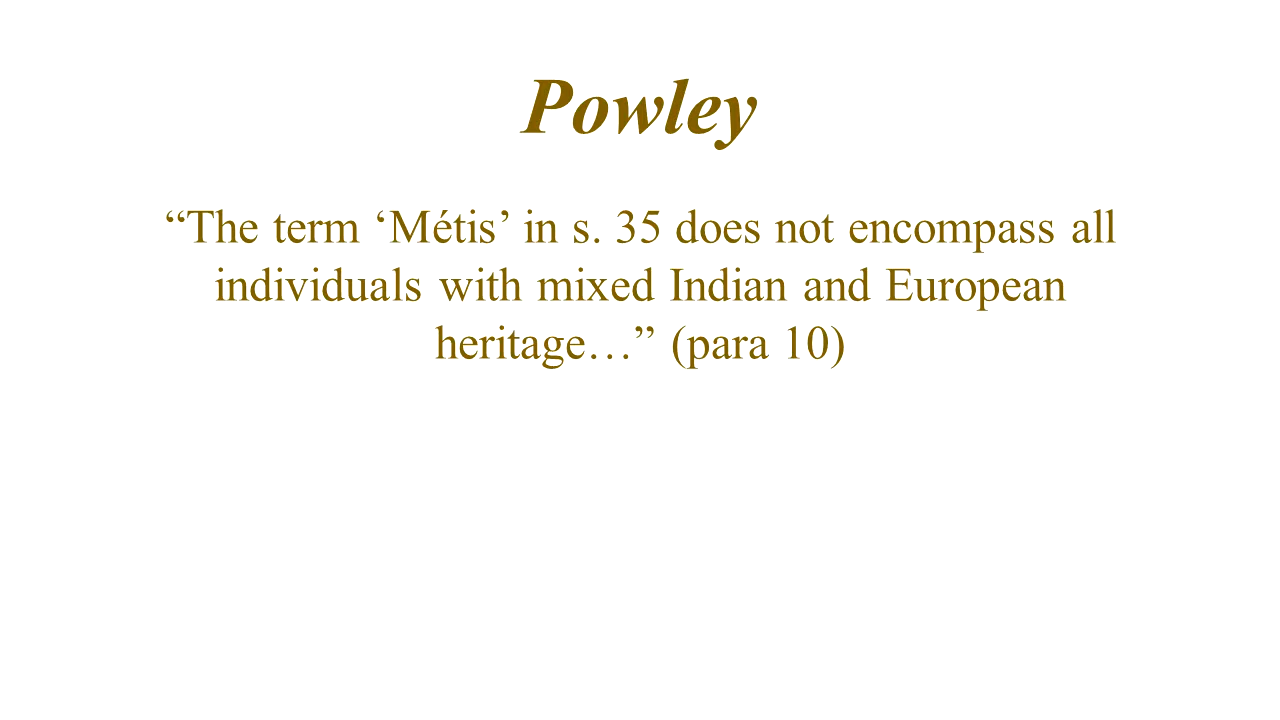 Powley
“The term ‘Métis’ in s. 35 does not encompass all
individuals with mixed Indian and European
heritage…” (para 10)